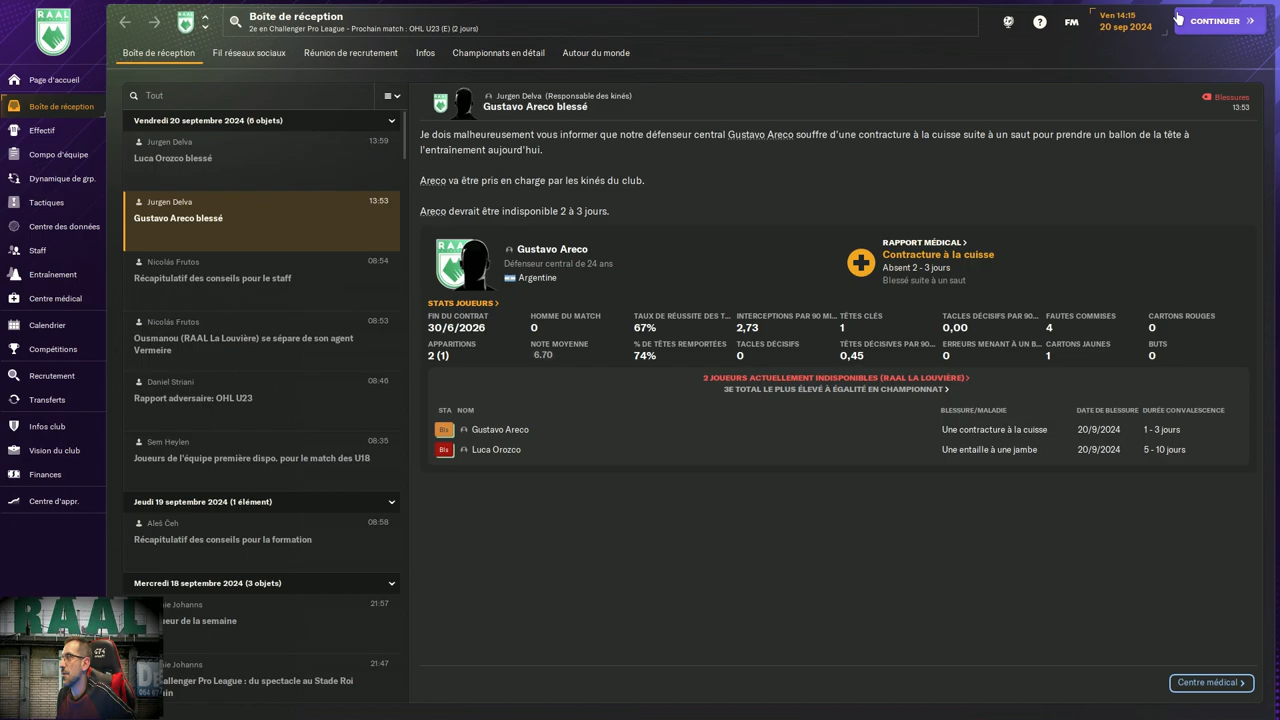 RAAL
Boîte de réception
2e en Challenger Pro League - Prochain match : OHL U23 (E) (2 jours)
FM
Ven 14:15
20 sep 2024
CONTINUER
Boîte de réception
Fil réseaux sociaux
Réunion de recrutement
Infos
Championnats en détail
Autour du monde
Page d'accueil
Boîte de réception
Effectif
Compo d'équipe
Dynamique de grp.
Tactiques
Centre des données
Staff
Entraînement
Centre médical
Calendrier
Compétitions
Recrutement
Transferts
Infos club
Vision du club
Finances
Centre d'appr.
Tout
Vendredi 20 septembre 2024 (6 objets)
Jurgen Delva 13:59
Luca Orozco blessé
Jurgen Delva 13:53
Gustavo Areco blessé
Nicolás Frutos 08:54
Récapitulatif des conseils pour le staff
Nicolás Frutos 08:53
Ousmanou (RAAL La Louvière) se sépare de son agent
Vermeire
Daniel Striani 08:46
Rapport adversaire: OHL U23
Sem Heylen 08:35
Joueurs de l'équipe première dispo. pour le match des U18
Jeudi 19 septembre 2024 (1 élément)
Aleš Čeh 08:58
Récapitulatif des conseils pour la formation
Mercredi 18 septembre 2024 (3 objets)
Johanns 21:57
ueur de la semaine
Johanns 21:47
allenger Pro League : du spectacle au Stade Roi
Jurgen Delva (Responsable des kinés)
Gustavo Areco blessé
Blessures
13:53
Je dois malheureusement vous informer que notre défenseur central Gustavo Areco souffre d'une contracture à la cuisse suite à un saut pour prendre un ballon de la tête à
l'entraînement aujourd'hui.
Areco va être pris en charge par les kinés du club.
Areco devrait être indisponible 2 à 3 jours.
RAAL
Gustavo Areco
Défenseur central de 24 ans
Argentine
RAPPORT MÉDICAL
Contracture à la cuisse
Absent 2 - 3 jours
Blessé suite à un saut
STATS JOUEURS
FIN DU CONTRAT HOMME DU MATCH TAUX DE RÉUSSITE DES T... INTERCEPTIONS PAR 90 MI... TÊTES CLÉS TACLES DÉCISIFS PAR 90... FAUTES COMMISES CARTONS ROUGES
30/6/2026 0 67% 2,73 1 0,00 4 0
APPARITIONS NOTE MOYENNE % DE TÊTES REMPORTÉES TACLES DÉCISIFS TÊTES DÉCISIVES PAR 90... ERREURS MENANT À UN B... CARTONS JAUNES BUTS
2 (1) 6.70 74% 0 0,45 0 1 0
2 JOUEURS ACTUELLEMENT INDISPONIBLES (RAAL LA LOUVIÈRE)
3E TOTAL LE PLUS ÉLEVÉ À ÉGALITÉ EN CHAMPIONNAT
STA NOM BLESSURE/MALADIE DATE DE BLESSURE DURÉE CONVALESCENCE
Bls Gustavo Areco Une contracture à la cuisse 20/9/2024 1 - 3 jours
Bls Luca Orozco Une entaille à une jambe 20/9/2024 5 - 10 jours
Centre médical
RAAL